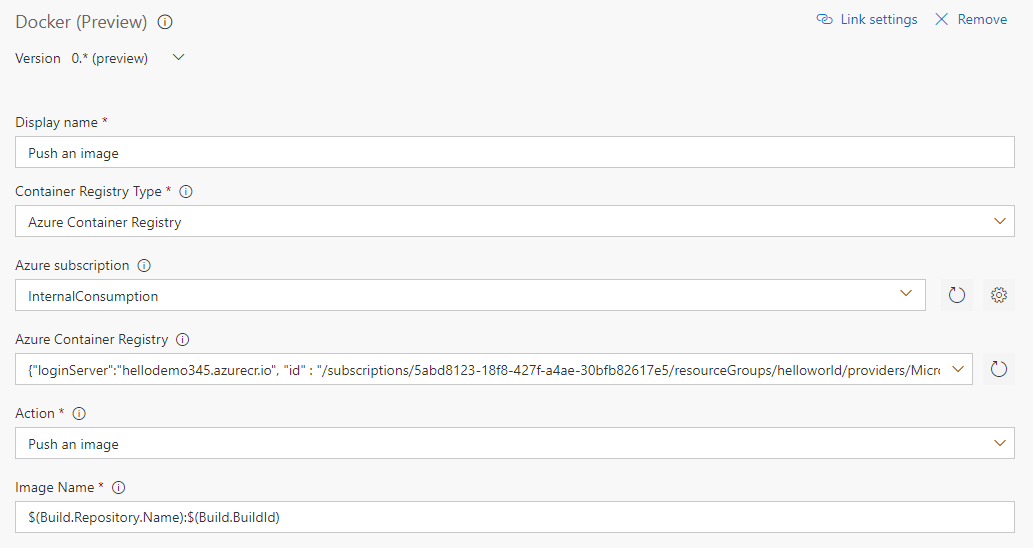 Docker (Preview) Link settings Remove
Version 0.* (preview)
Display name *
Push an image
Container Registry Type *
Azure Container Registry
Azure subscription
InternalConsumption
Azure Container Registry
{"loginServer":"hellodemo345.azurecr.io", "id" : "/subscriptions/5abd8123-18f8-427f-a4ae-30bfb82617e5/resourceGroups/helloworld/providers/Micro
Action *
Push an image
Image Name *
$(Build.Repository.Name):$(Build.BuildId)